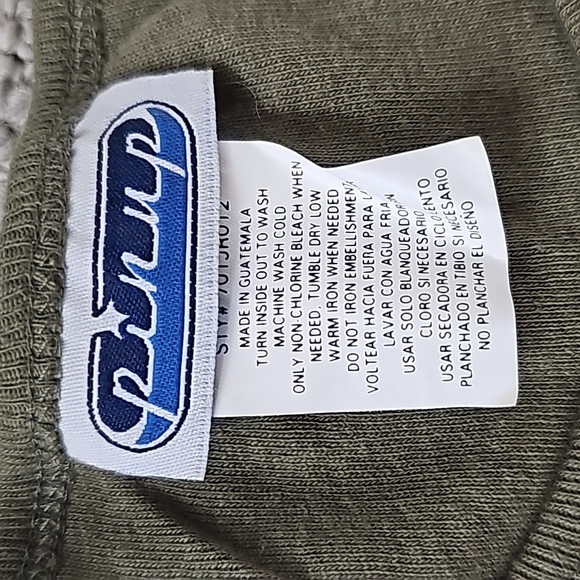 pinup
MADE IN GUATEMALA
TURN INSIDE OUT TO WASH
MACHINE WASH COLD
ONLY NON-CHLORINE BLEACH WHEN
NEEDED, TUMBLE DRY LOW
WARM IRON WHEN NEEDED
DO NOT IRON EMBELLISHMENT
VOLTEAR HACIA FUERA PARA
LAVAR CON AGUA FRIA
USAR SOLO BLANQUEADOR
CLORO SI NECESARIO
USAR SECADORA EN
PLANCHADO EN TIBIO SI NECESARIO
NO PLANCHAR EL DISEÑO